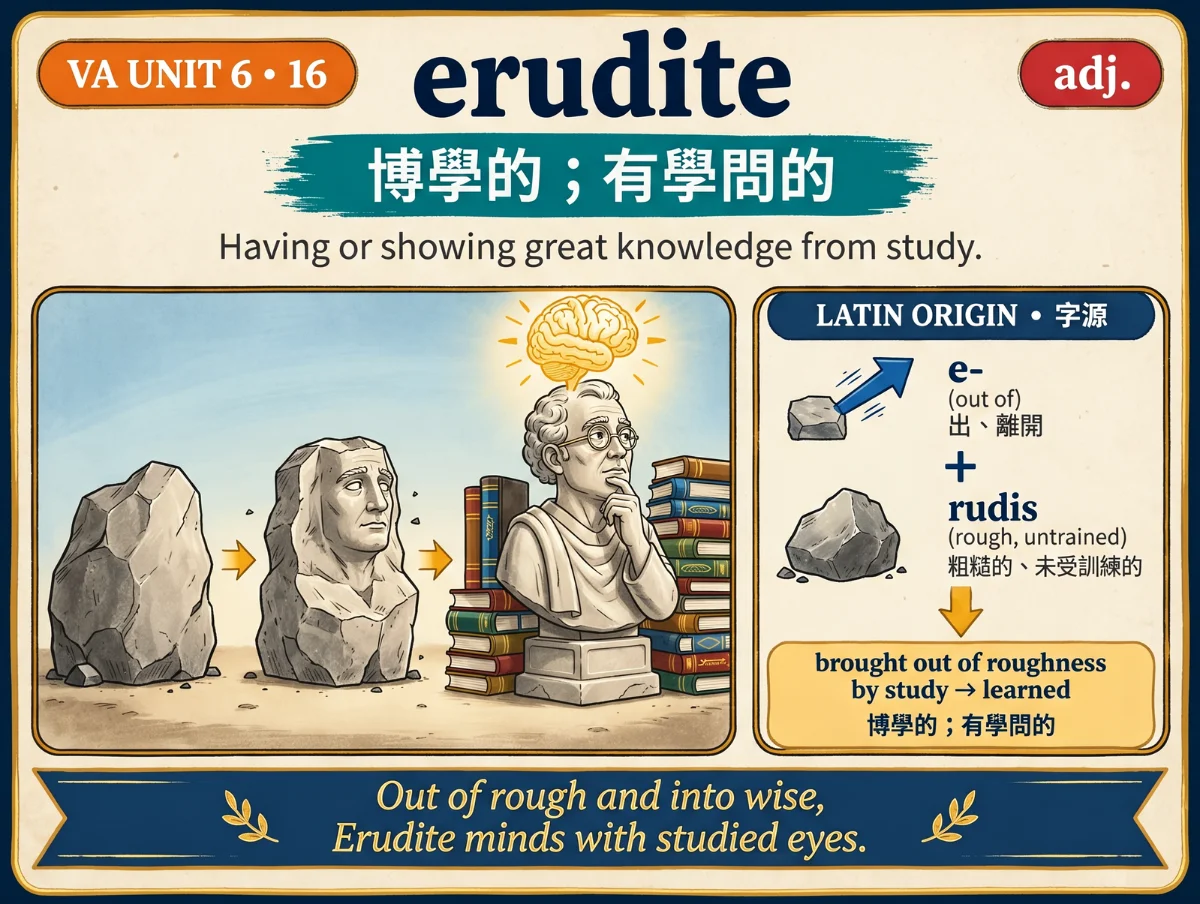 VA UNIT 6 • 16
erudite
adj.
博學的；有學問的
Having or showing great knowledge from study.
LATIN ORIGIN • 字源
e-
(out of)
出、離開
+
rudis
(rough, untrained)
粗糙的、未受訓練的
brought out of roughness
by study → learned
博學的；有學問的
Out of rough and into wise,
Erudite minds with studied eyes.